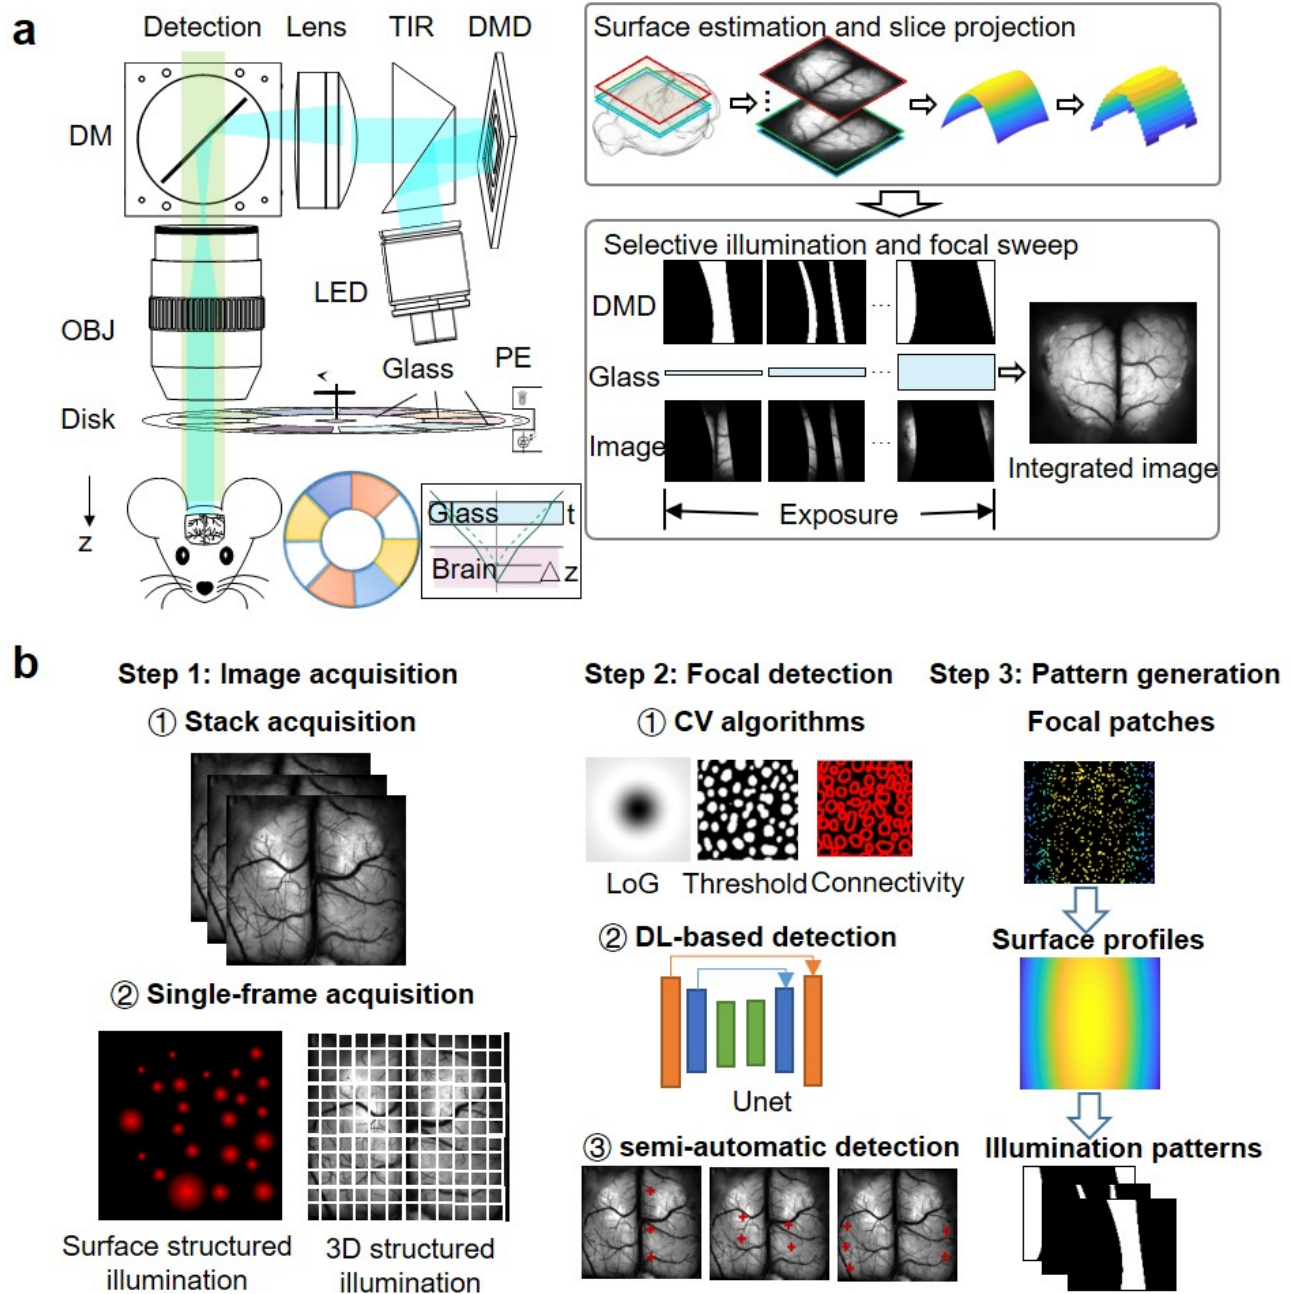 a
Detection Lens TIR DMD
DM
LED
OBJ
Glass
PE
Disk
z
Glass t
Brain △z
Surface estimation and slice projection
Selective illumination and focal sweep
DMD
...
Glass
...
Image
...
Integrated image
Exposure
b
Step 1: Image acquisition
① Stack acquisition
② Single-frame acquisition
Surface structured
illumination
3D structured
illumination
Step 2: Focal detection
① CV algorithms
LoG Threshold Connectivity
② DL-based detection
Unet
③ semi-automatic detection
Step 3: Pattern generation
Focal patches
Surface profiles
Illumination patterns